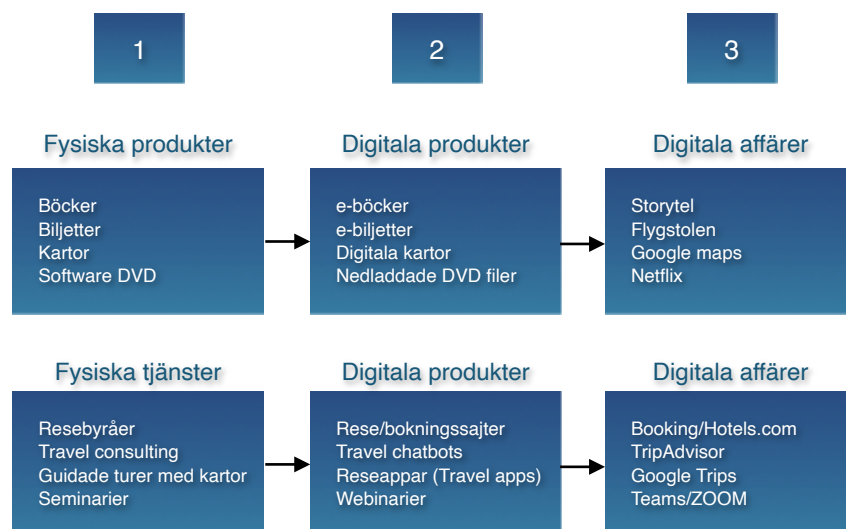 1
2
3
Fysiska produkter
Digitala produkter
Digitala affärer
Böcker
Biljetter
Kartor
Software DVD
e-böcker
e-biljetter
Digitala kartor
Nedladdade DVD filer
Storytel
Flygstolen
Google maps
Netflix
Fysiska tjänster
Digitala produkter
Digitala affärer
Resebyråer
Travel consulting
Guidade turer med kartor
Seminarier
Rese/bokningssajter
Travel chatbots
Reseappar (Travel apps)
Webinarier
Booking/Hotels.com
TripAdvisor
Google Trips
Teams/ZOOM